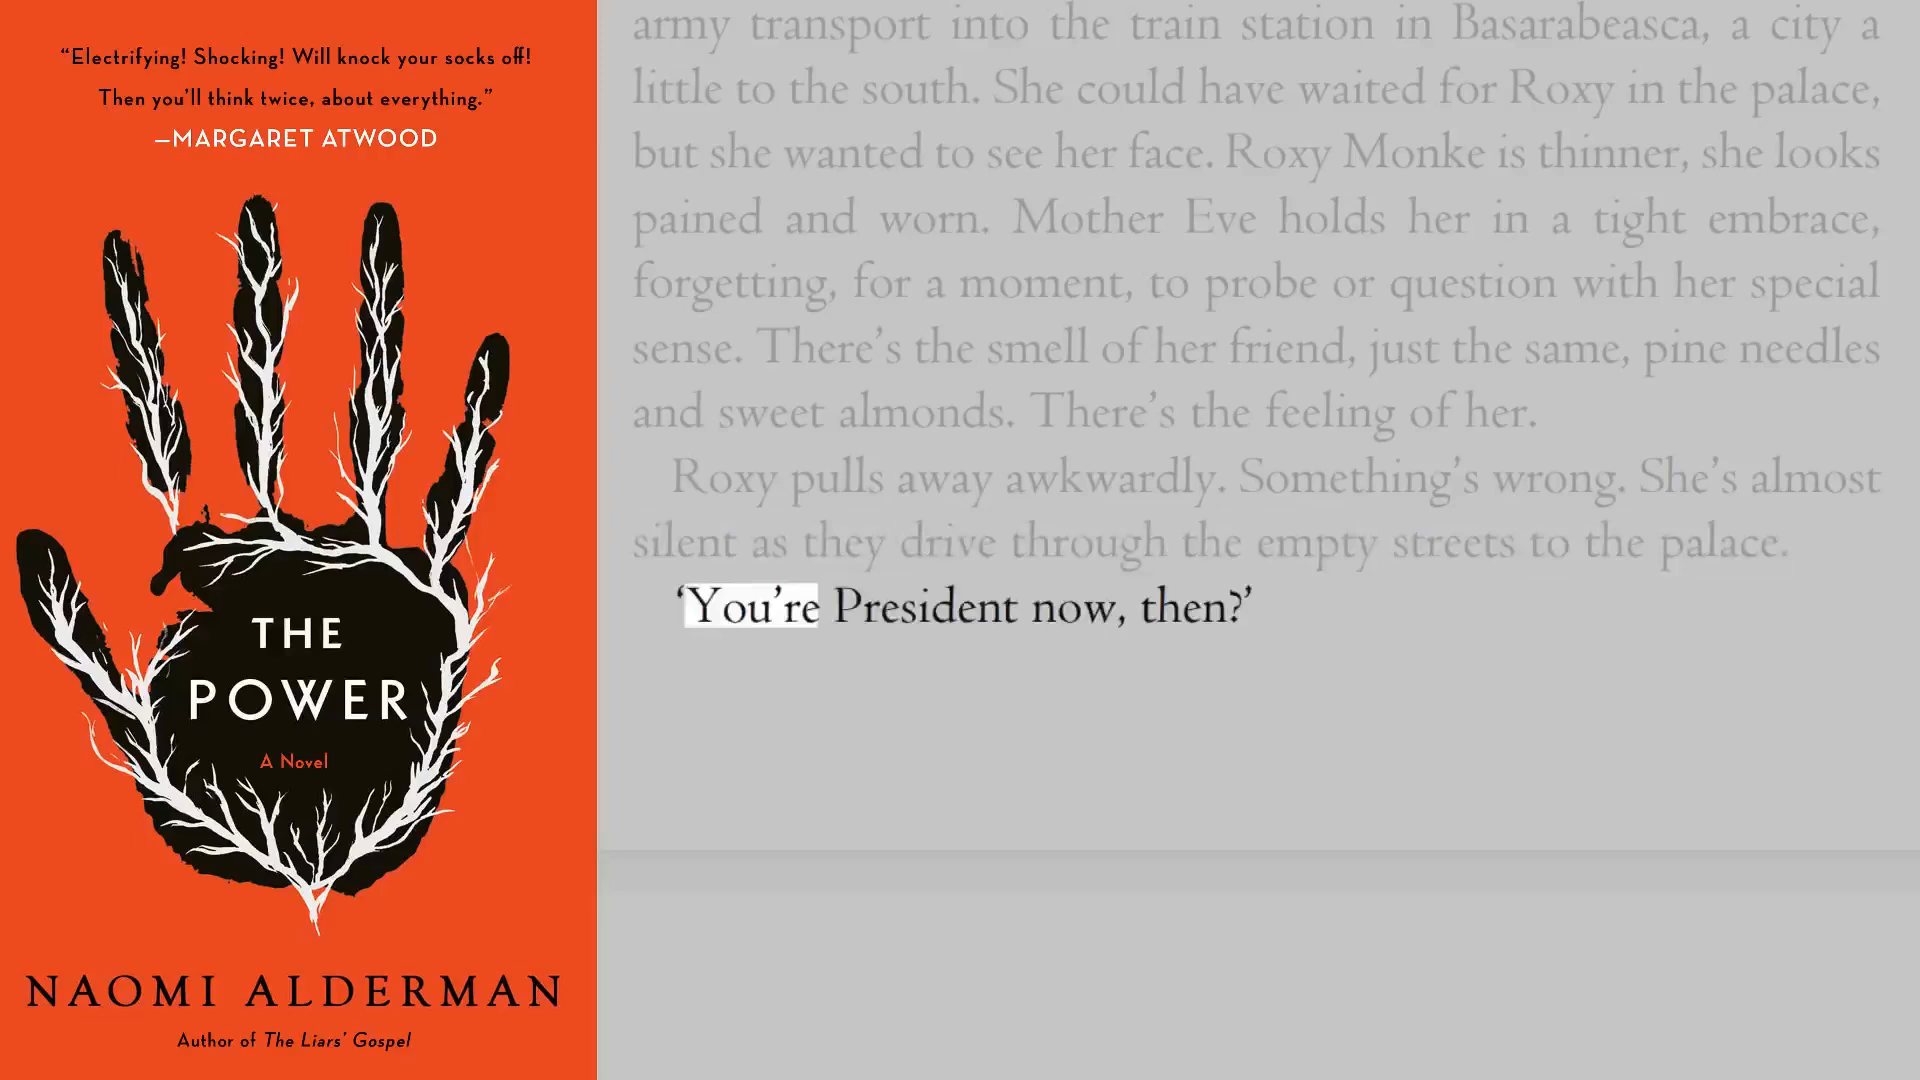 “Electrifying! Shocking! Will knock your socks off!
Then you’ll think twice, about everything.”
—MARGARET ATWOOD
THE
POWER
A Novel
NAOMI ALDERMAN
Author of The Liars’ Gospel
army transport into the train station in Basarabeasca, a city a
little to the south. She could have waited for Roxy in the palace,
but she wanted to see her face. Roxy Monke is thinner, she looks
pained and worn. Mother Eve holds her in a tight embrace,
forgetting, for a moment, to probe or question with her special
sense. There’s the smell of her friend, just the same, pine needles
and sweet almonds. There’s the feeling of her.
Roxy pulls away awkwardly. Something’s wrong. She’s almost
silent as they drive through the empty streets to the palace.
‘You’re President now, then?’